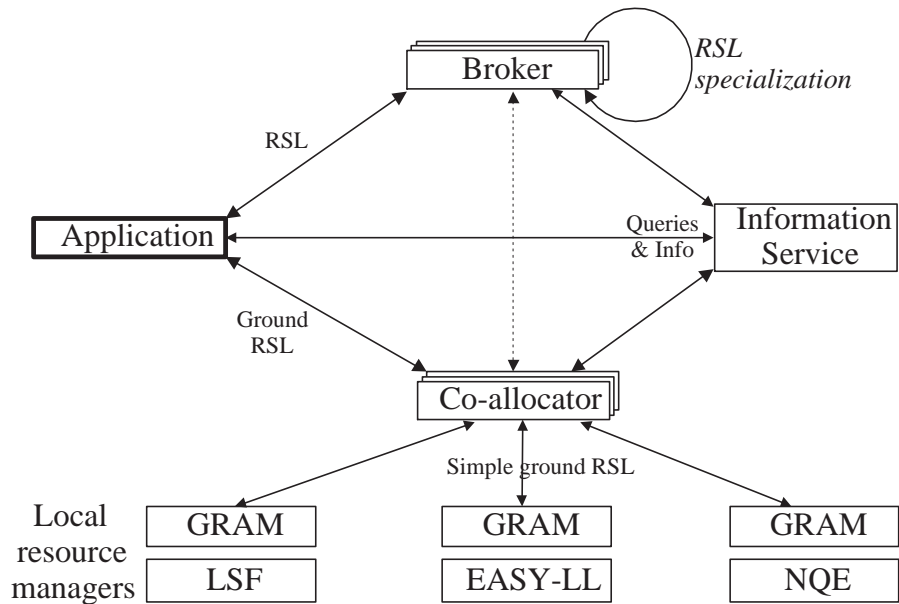 Broker
RSL
specialization
RSL
Application
Queries
& Info
Information
Service
Ground
RSL
Co-allocator
Simple ground RSL
Local
resource
managers
GRAM
GRAM
GRAM
LSF
EASY-LL
NQE